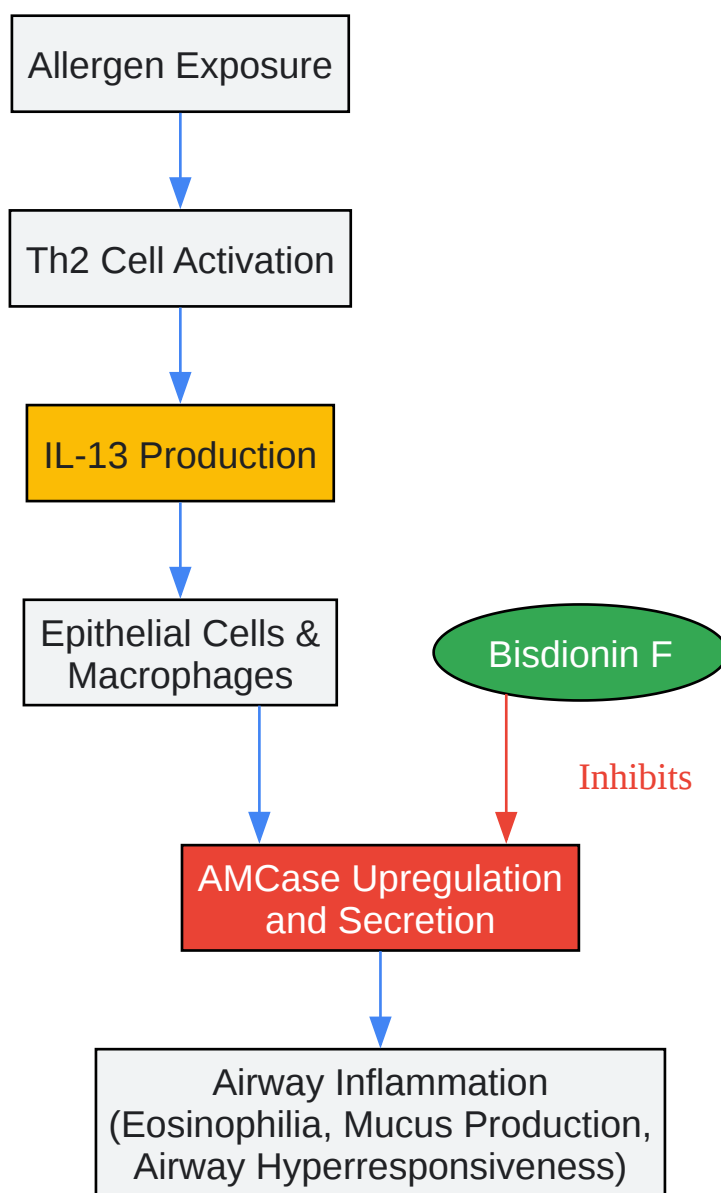 Allergen Exposure
Th2 Cell Activation
IL-13 Production
Epithelial Cells &
Macrophages
Bisdionin F
Inhibits
AMCase Upregulation
and Secretion
Airway Inflammation
(Eosinophilia, Mucus Production,
Airway Hyperresponsiveness)